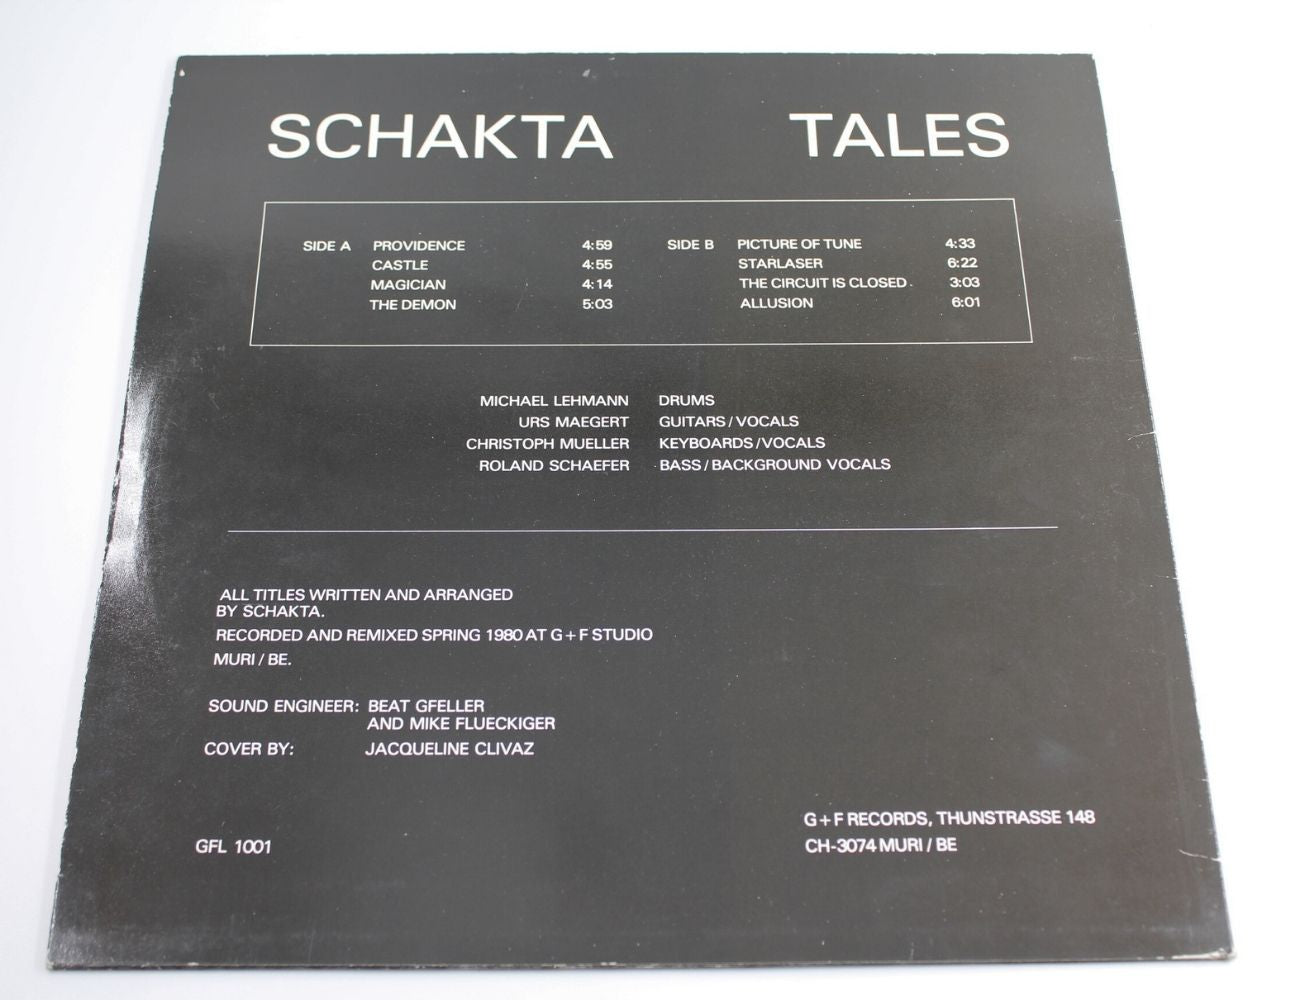 SCHAKTA TALES
SIDE A PROVIDENCE 4:59
CASTLE 4:55
MAGICIAN 4:14
THE DEMON 5:03
SIDE B PICTURE OF TUNE 4:33
STARLASER 6:22
THE CIRCUIT IS CLOSED 3:03
ALLUSION 6:01
MICHAEL LEHMANN DRUMS
URS MAEGERT GUITARS / VOCALS
CHRISTOPH MUELLER KEYBOARDS / VOCALS
ROLAND SCHAEFER BASS / BACKGROUND VOCALS
ALL TITLES WRITTEN AND ARRANGED
BY SCHAKTA.
RECORDED AND REMIXED SPRING 1980 AT G + F STUDIO
MURI / BE.
SOUND ENGINEER: BEAT GFELLER
AND MIKE FLUECKIGER
COVER BY: JACQUELINE CLIVAZ
GFL 1001
G + F RECORDS, THUNSTRASSE 148
CH-3074 MURI / BE